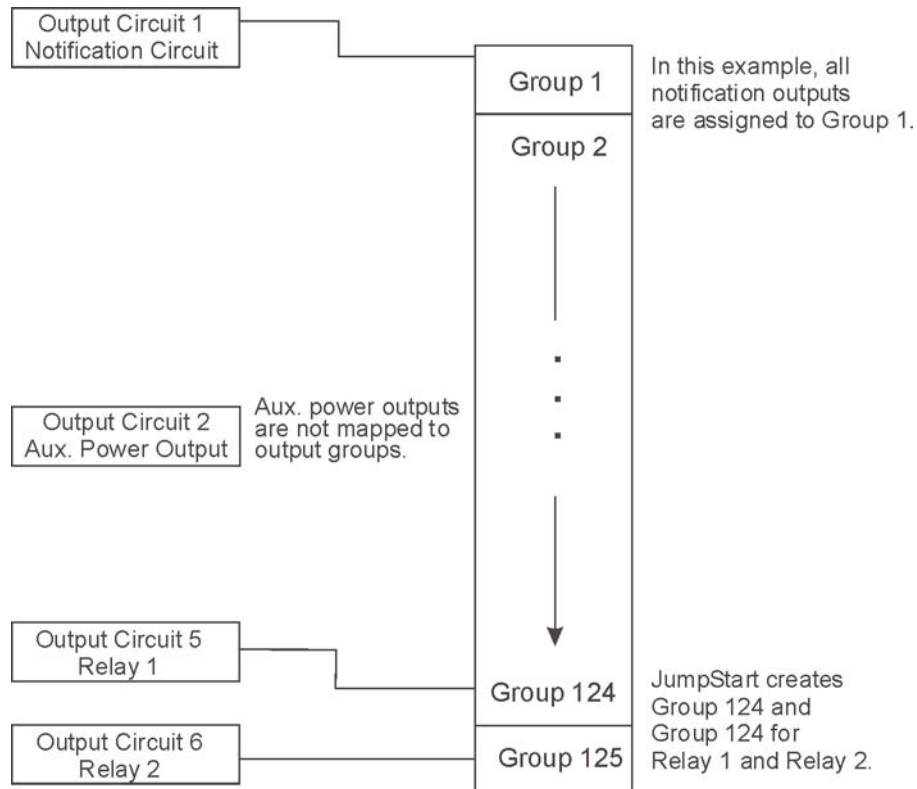 Output Circuit 1
Notification Circuit
Group 1
In this example, all
notification outputs
are assigned to Group 1.
Group 2
Output Circuit 2
Aux. Power Output
Aux. power outputs
are not mapped to
output groups.
Output Circuit 5
Relay 1
Group 124
JumpStart creates
Group 124 and
Group 124 for
Relay 1 and Relay 2.
Output Circuit 6
Relay 2
Group 125